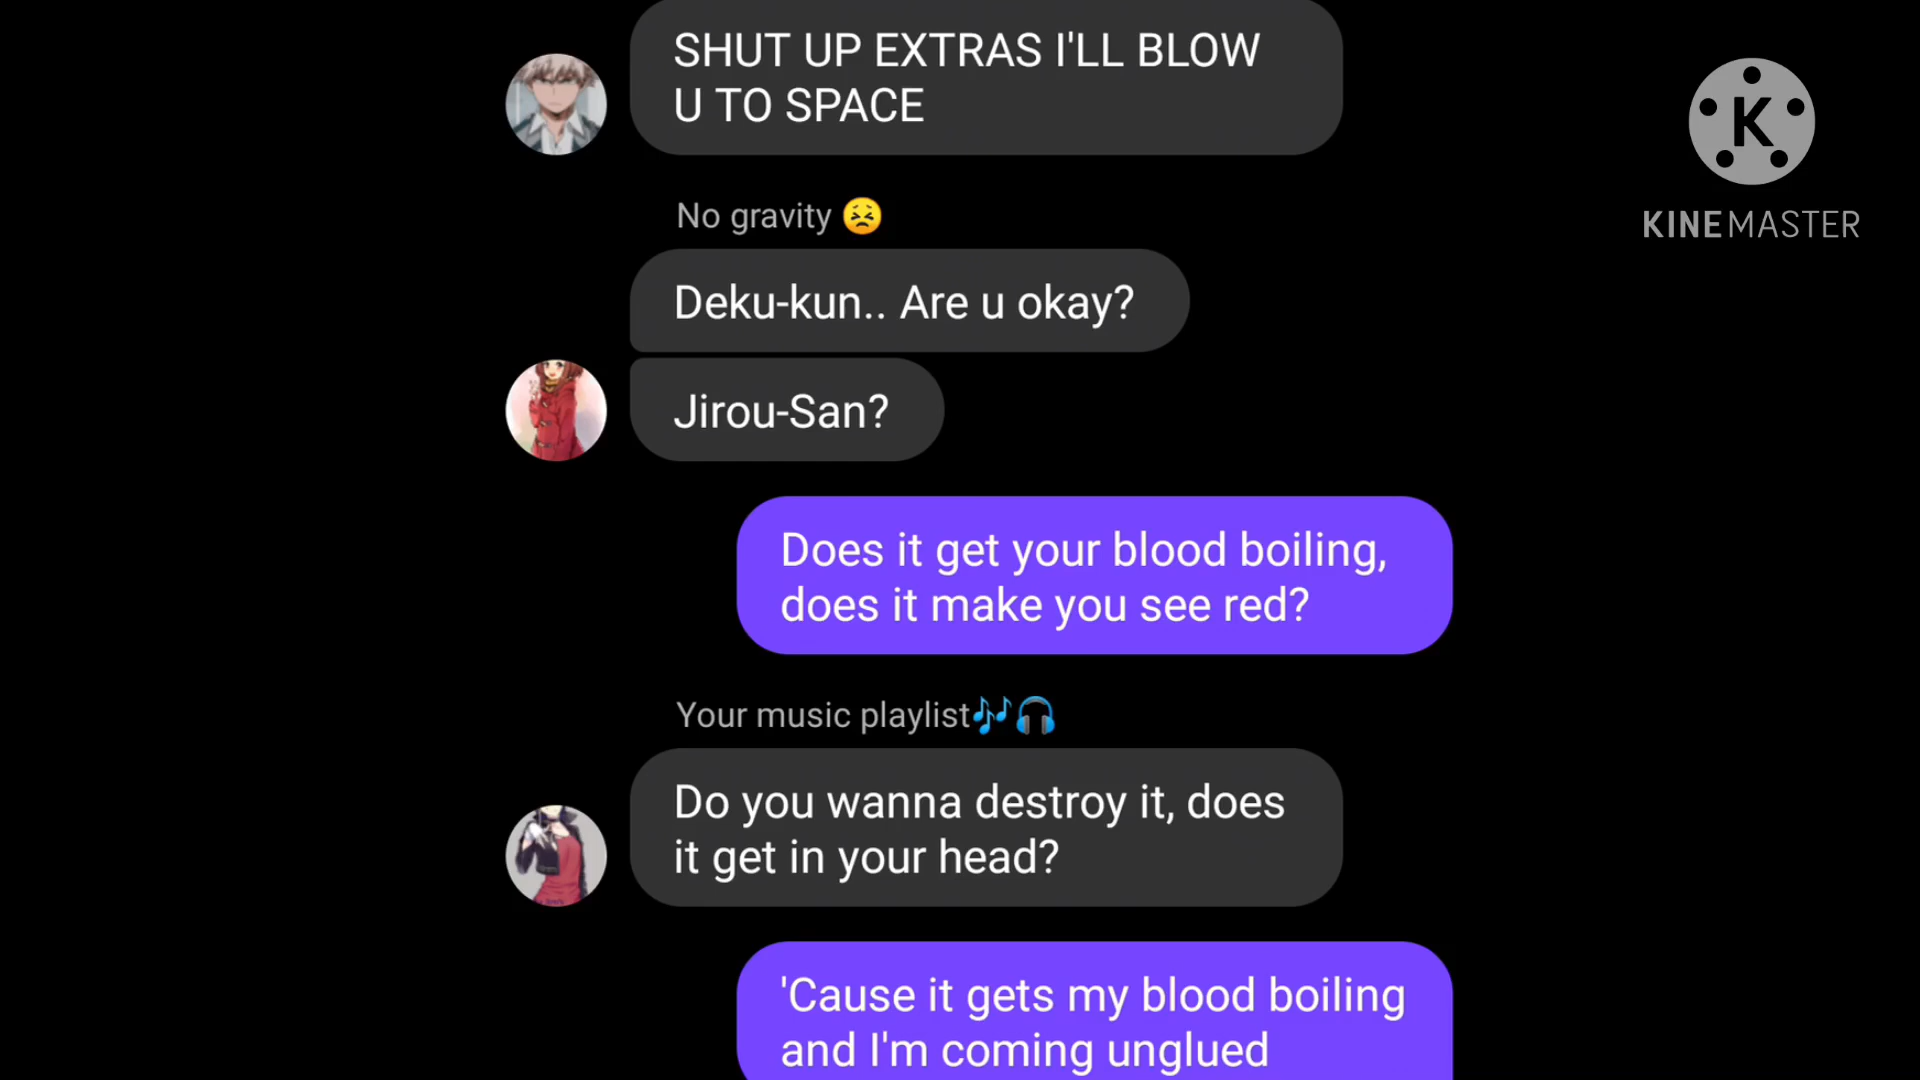 SHUT UP EXTRAS I'LL BLOW
U TO SPACE
K
KINEMASTER
No gravity 😣
Deku-kun.. Are u okay?
Jirou-San?
Does it get your blood boiling,
does it make you see red?
Your music playlist🎶🎧
Do you wanna destroy it, does
it get in your head?
'Cause it gets my blood boiling
and I'm coming unglued